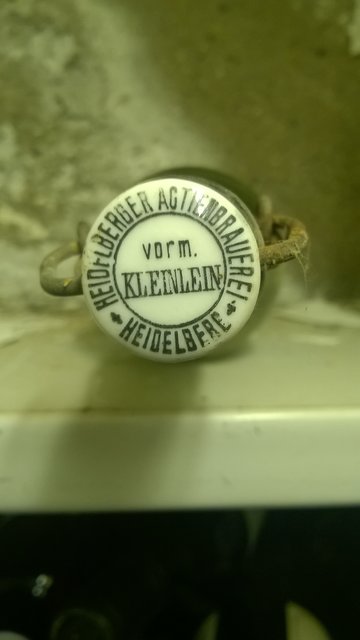 HEIDELBERGER ACTIENBRAUEREI
vorm.
KLEINLEIN
HEIDELBERG